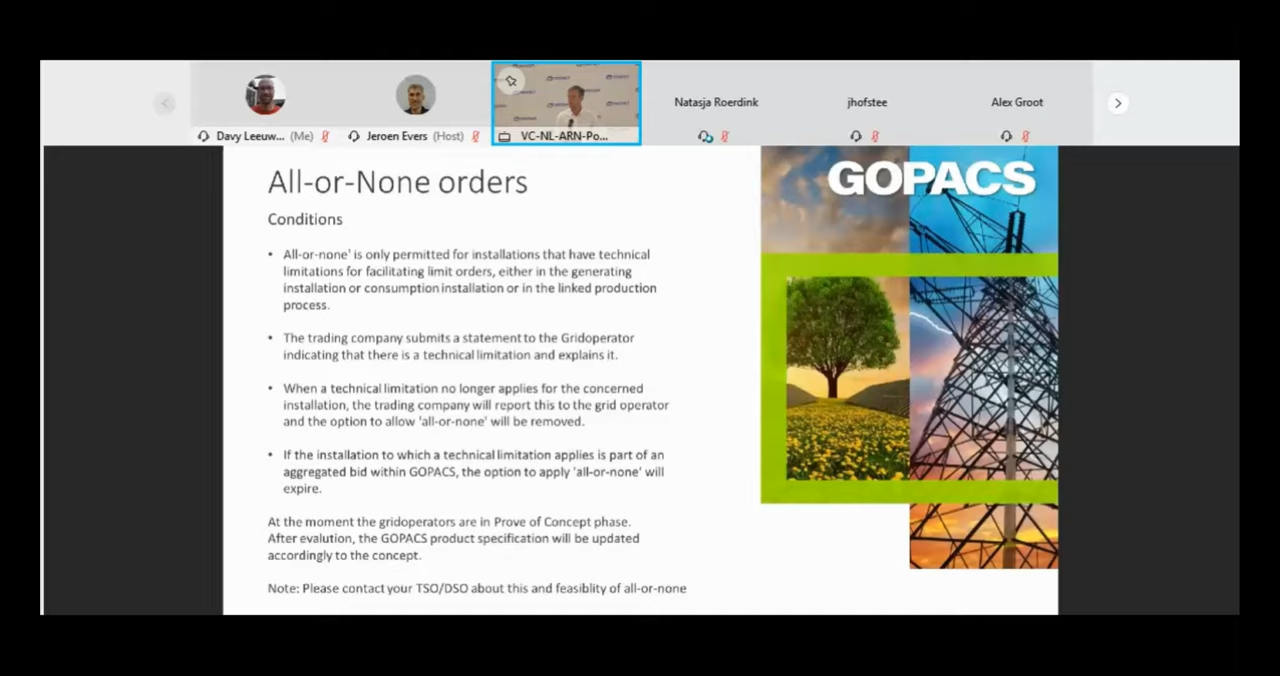 Natasja Roerdink
jhofstee
Alex Groot
Davy Leeuw... (Me)
Jeroen Evers (Host)
VC-NL-ARN-Po...
GOPACS
All-or-None orders
Conditions
• All-or-none' is only permitted for installations that have technical
limitations for facilitating limit orders, either in the generating
installation or consumption installation or in the linked production
process.
• The trading company submits a statement to the Gridoperator
indicating that there is a technical limitation and explains it.
• When a technical limitation no longer applies for the concerned
installation, the trading company will report this to the grid operator
and the option to allow 'all-or-none' will be removed.
• If the installation to which a technical limitation applies is part of an
aggregated bid within GOPACS, the option to apply 'all-or-none' will
expire.
At the moment the gridoperators are in Prove of Concept phase.
After evalution, the GOPACS product specification will be updated
accordingly to the concept.
Note: Please contact your TSO/DSO about this and feasiblity of all-or-none